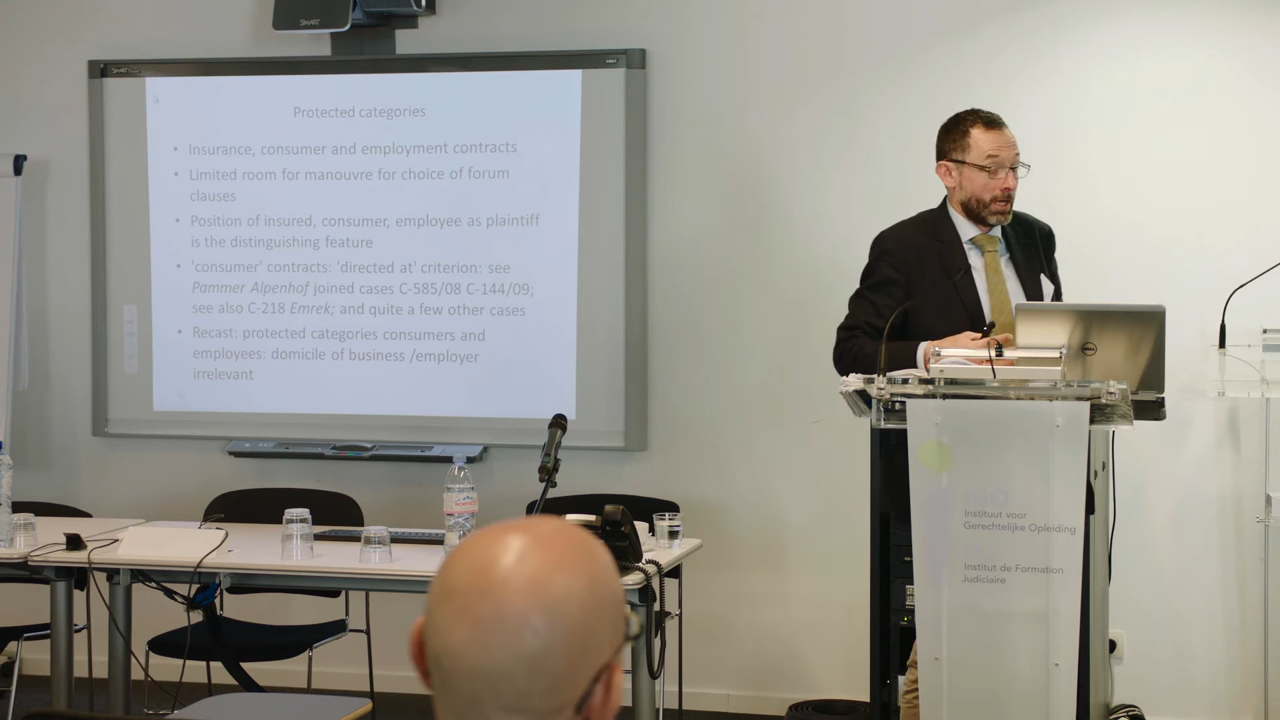 SMART
SMART
Protected categories
• Insurance, consumer and employment contracts
• Limited room for manouvre for choice of forum
clauses
• Position of insured, consumer, employee as plaintiff
is the distinguishing feature
• 'consumer' contracts: 'directed at' criterion: see
Pammer Alpenhof joined cases C-585/08 C-144/09;
see also C-218 Emrek; and quite a few other cases
• Recast: protected categories consumers and
employees: domicile of business /employer
irrelevant
DELL
Instituut voor
Gerechtelijke Opleiding
Institut de Formation
Judiciaire